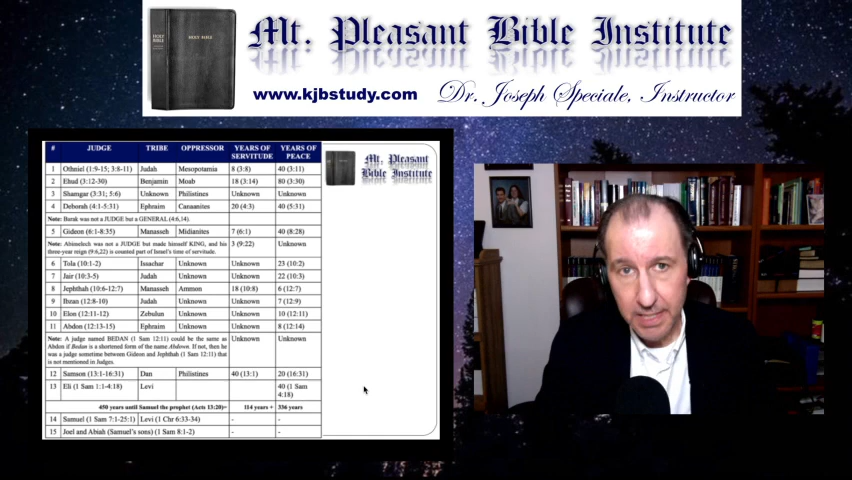 HOLY BIBLE
HOLY BIBLE
Mt. Pleasant Bible Institute
www.kjbstudy.com
Dr. Joseph Speciale, Instructor
# JUDGE TRIBE OPPRESSOR YEARS OF SERVITUDE YEARS OF PEACE
1 Othniel (1:9-15; 3:8-11) Judah Mesopotamia 8 (3:8) 40 (3:11)
2 Ehud (3:12-30) Benjamin Moab 18 (3:14) 80 (3:30)
3 Shamgar (3:31; 5:6) Unknown Philistines Unknown Unknown
4 Deborah (4:1-5:31) Ephraim Canaanites 20 (4:3) 40 (5:31)
Note: Barak was not a JUDGE but a GENERAL (4:6,14).
5 Gideon (6:1-8:35) Manasseh Midianites 7 (6:1) 40 (8:28)
Note: Abimelech was not a JUDGE but made himself KING, and his three-year reign (9:6,22) is counted part of Israel's time of servitude. 3 (9:22) Unknown
6 Tola (10:1-2) Issachar Unknown Unknown 23 (10:2)
7 Jair (10:3-5) Judah Unknown Unknown 22 (10:3)
8 Jephthah (10:6-12:7) Manasseh Ammon 18 (10:8) 6 (12:7)
9 Ibzan (12:8-10) Judah Unknown Unknown 7 (12:9)
10 Elon (12:11-12) Zebulun Unknown Unknown 10 (12:11)
11 Abdon (12:13-15) Ephraim Unknown Unknown 8 (12:14)
Note: A judge named BEDAN (1 Sam 12:11) could be the same as Abdon if Bedan is a shortened form of the name Abdown. If not, then he was a judge sometime between Gideon and Jephthah (1 Sam 12:11) that is not mentioned in Judges. Unknown Unknown
12 Samson (13:1-16:31) Dan Philistines 40 (13:1) 20 (16:31)
13 Eli (1 Sam 1:1-4:18) Levi 40 (1 Sam 4:18)
450 years until Samuel the prophet (Acts 13:20)= 114 years + 336 years
14 Samuel (1 Sam 7:1-25:1) Levi (1 Chr 6:33-34) - -
15 Joel and Abiah (Samuel's sons) (1 Sam 8:1-2) - -
Mt. Pleasant
Bible Institute